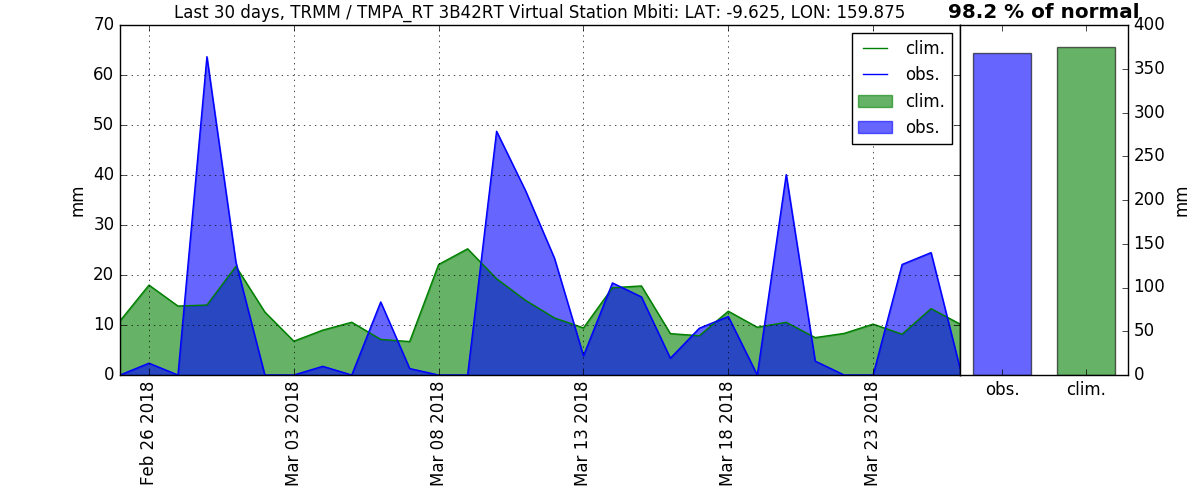 Last 30 days, TRMM / TMPA_RT 3B42RT Virtual Station Mbiti: LAT: -9.625, LON: 159.875
98.2 % of normal
70
60
50
40
30
20
10
0
mm
clim.
obs.
clim.
obs.
400
350
300
250
200
150
100
50
0
mm
obs.
clim.
Feb 26 2018
Mar 03 2018
Mar 08 2018
Mar 13 2018
Mar 18 2018
Mar 23 2018